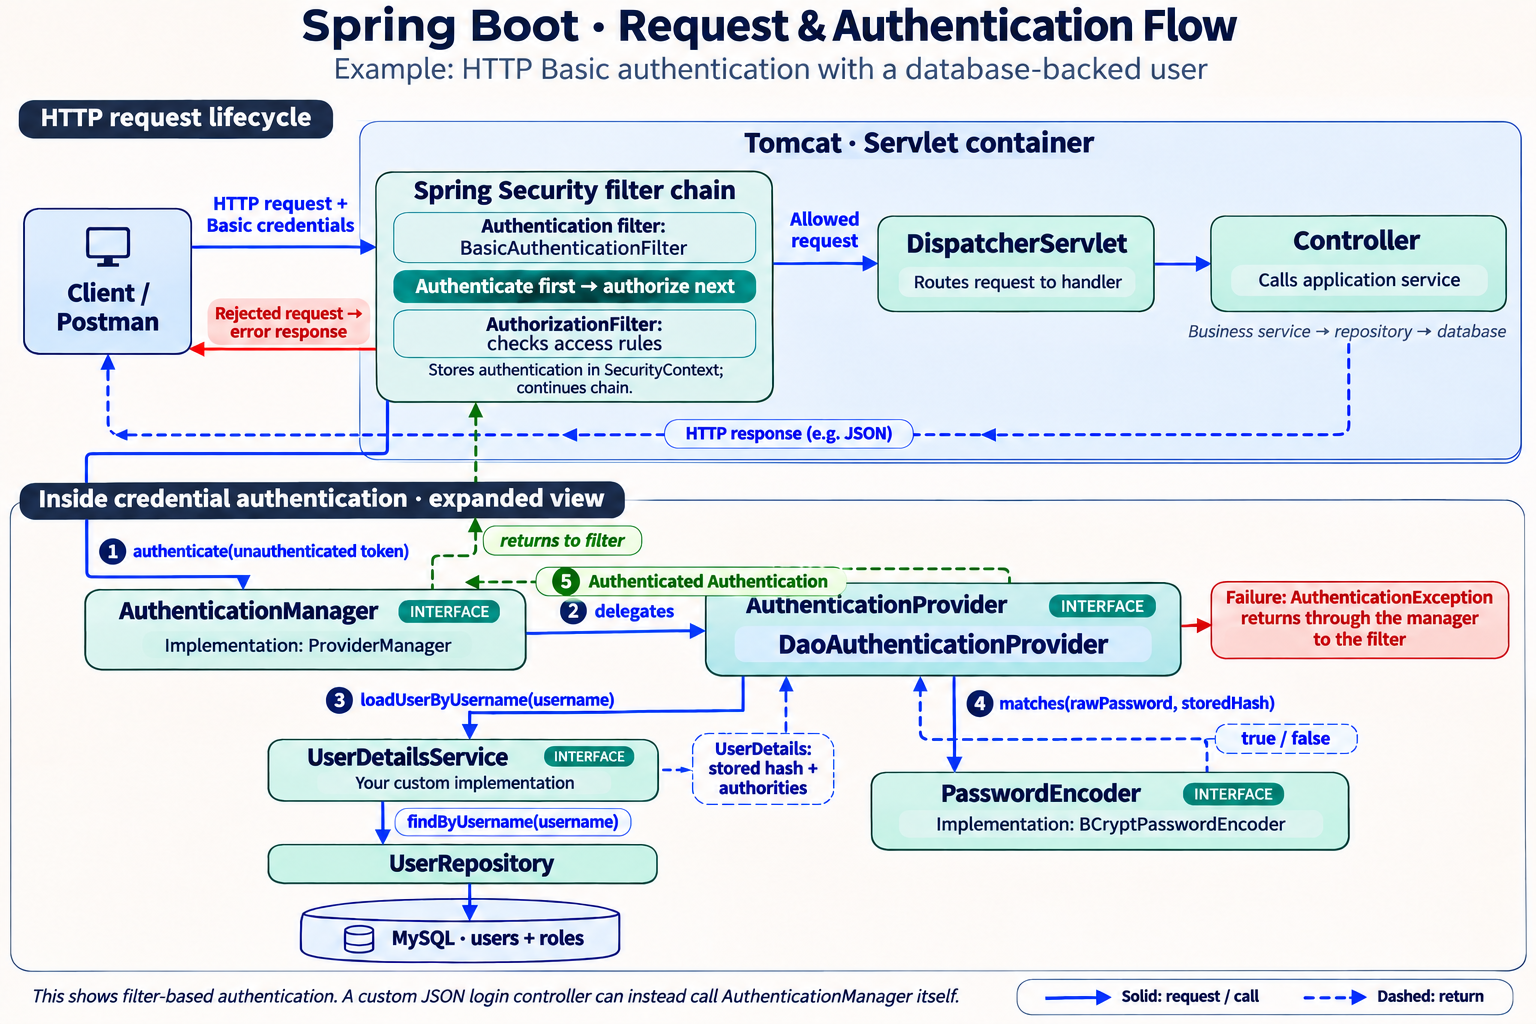 Spring Boot · Request & Authentication Flow
Example: HTTP Basic authentication with a database-backed user
HTTP request lifecycle
Tomcat · Servlet container
Client /
Postman
HTTP request +
Basic credentials
Rejected request →
error response
Spring Security filter chain
Authentication filter:
BasicAuthenticationFilter
Authenticate first → authorize next
AuthorizationFilter:
checks access rules
Stores authentication in SecurityContext;
continues chain.
Allowed
request
DispatcherServlet
Routes request to handler
Controller
Calls application service
Business service → repository → database
HTTP response (e.g. JSON)
Inside credential authentication · expanded view
1 authenticate(unauthenticated token)
returns to filter
5 Authenticated Authentication
AuthenticationManager INTERFACE
Implementation: ProviderManager
2 delegates
AuthenticationProvider INTERFACE
DaoAuthenticationProvider
Failure: AuthenticationException
returns through the manager
to the filter
3 loadUserByUsername(username)
UserDetailsService INTERFACE
Your custom implementation
UserDetails:
stored hash +
authorities
4 matches(rawPassword, storedHash)
true / false
PasswordEncoder INTERFACE
Implementation: BCryptPasswordEncoder
findByUsername(username)
UserRepository
MySQL · users + roles
This shows filter-based authentication. A custom JSON login controller can instead call AuthenticationManager itself.
Solid: request / call
Dashed: return